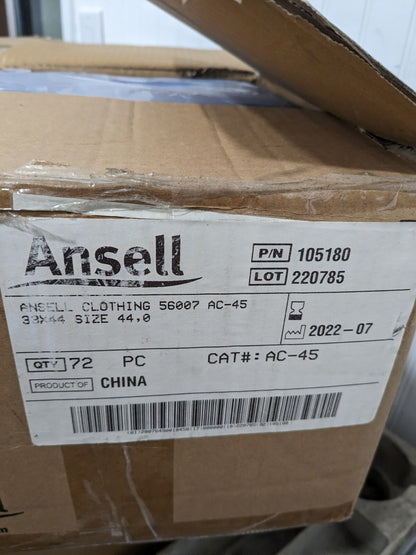 Ansell
P/N 105180
LOT 220785
ANSELL CLOTHING 56007 AC-45
33X44 SIZE 44,0
2022-07
QTY 72 PC CAT#: AC-45
PRODUCT OF CHINA